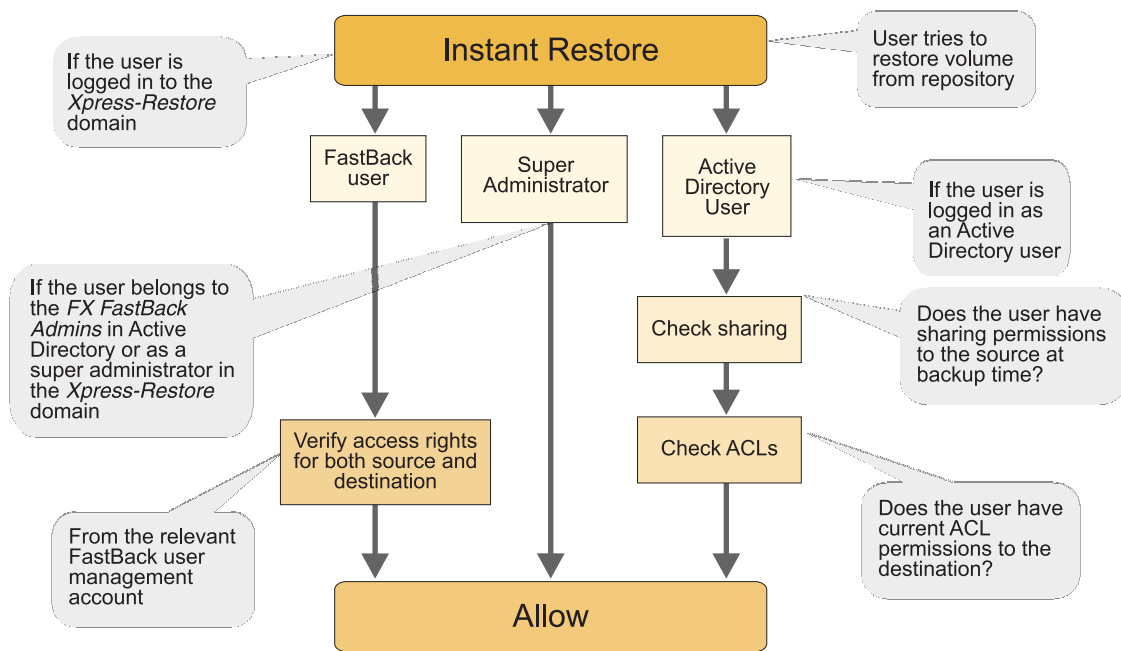 Instant Restore
If the user is
logged in to the
Xpress-Restore
domain
User tries to
restore volume
from repository
FastBack
user
Super
Administrator
Active
Directory
User
If the user is
logged in as
an Active
Directory user
If the user belongs to
the FX FastBack
Admins in Active
Directory or as a
super administrator in
the Xpress-Restore
domain
Check sharing
Does the user have
sharing permissions
to the source at
backup time?
Verify access rights
for both source and
destination
Check ACLs
From the relevant
FastBack user
management
account
Does the user have
current ACL
permissions to the
destination?
Allow